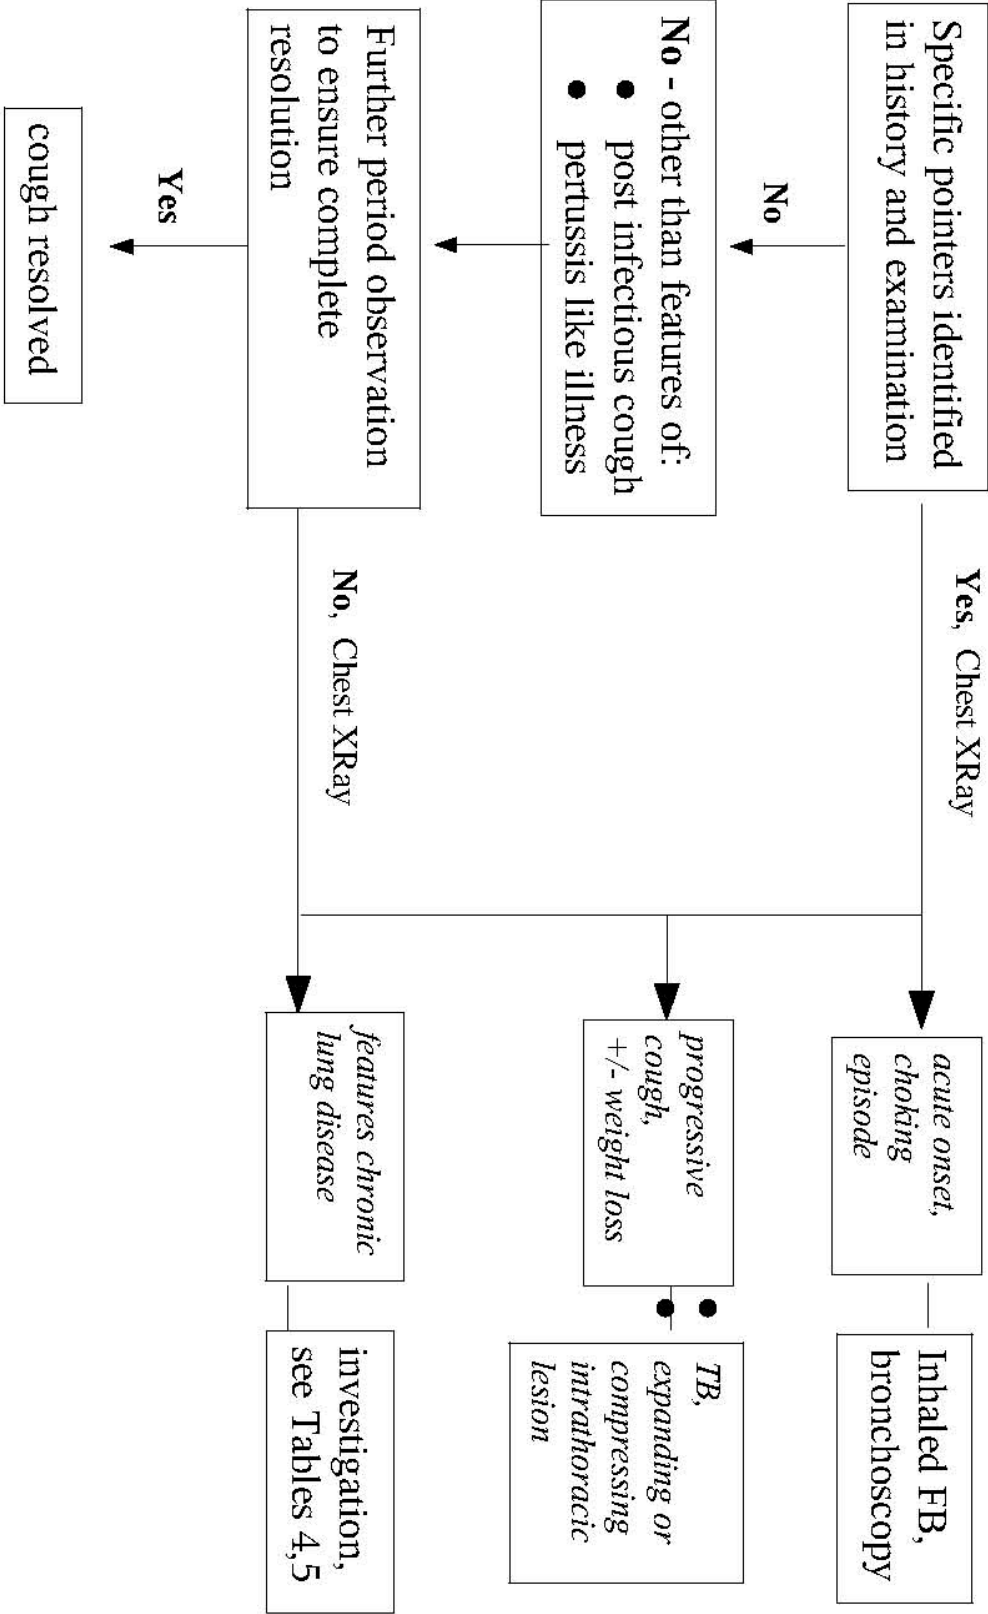 Specific pointers identified
in history and examination
Yes, Chest XRay
acute onset,
choking
episode
Inhaled FB,
bronchoscopy
No
No - other than features of:
• post infectious cough
• pertussis like illness
progressive
cough,
+/- weight loss
• TB,
• expanding or
compressing
intrathoracic
lesion
Further period observation
to ensure complete
resolution
No, Chest XRay
features chronic
lung disease
investigation,
see Tables 4,5
Yes
cough resolved